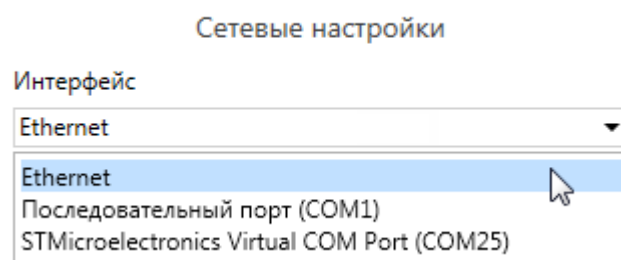 Сетевые настройки
Интерфейс
Ethernet
Ethernet
Последовательный порт (COM1)
STMicroelectronics Virtual COM Port (COM25)